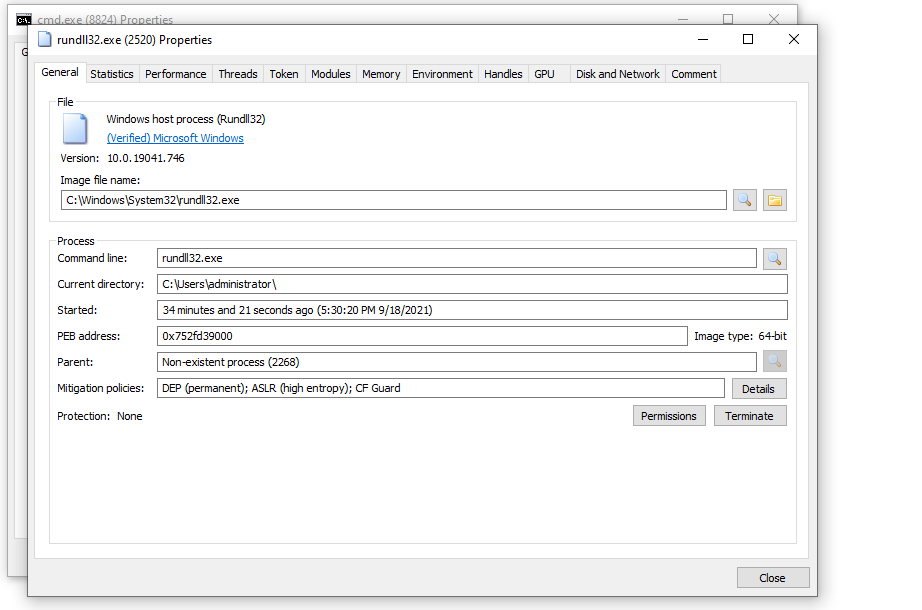 cmd.exe (8824) Properties
rundll32.exe (2520) Properties
General Statistics Performance Threads Token Modules Memory Environment Handles GPU Disk and Network Comment
File
Windows host process (Rundll32)
(Verified) Microsoft Windows
Version: 10.0.19041.746
Image file name:
C:\Windows\System32\rundll32.exe
Process
Command line: rundll32.exe
Current directory: C:\Users\administrator\
Started: 34 minutes and 21 seconds ago (5:30:20 PM 9/18/2021)
PEB address: 0x752fd39000 Image type: 64-bit
Parent: Non-existent process (2268)
Mitigation policies: DEP (permanent); ASLR (high entropy); CF Guard Details
Protection: None Permissions Terminate
Close